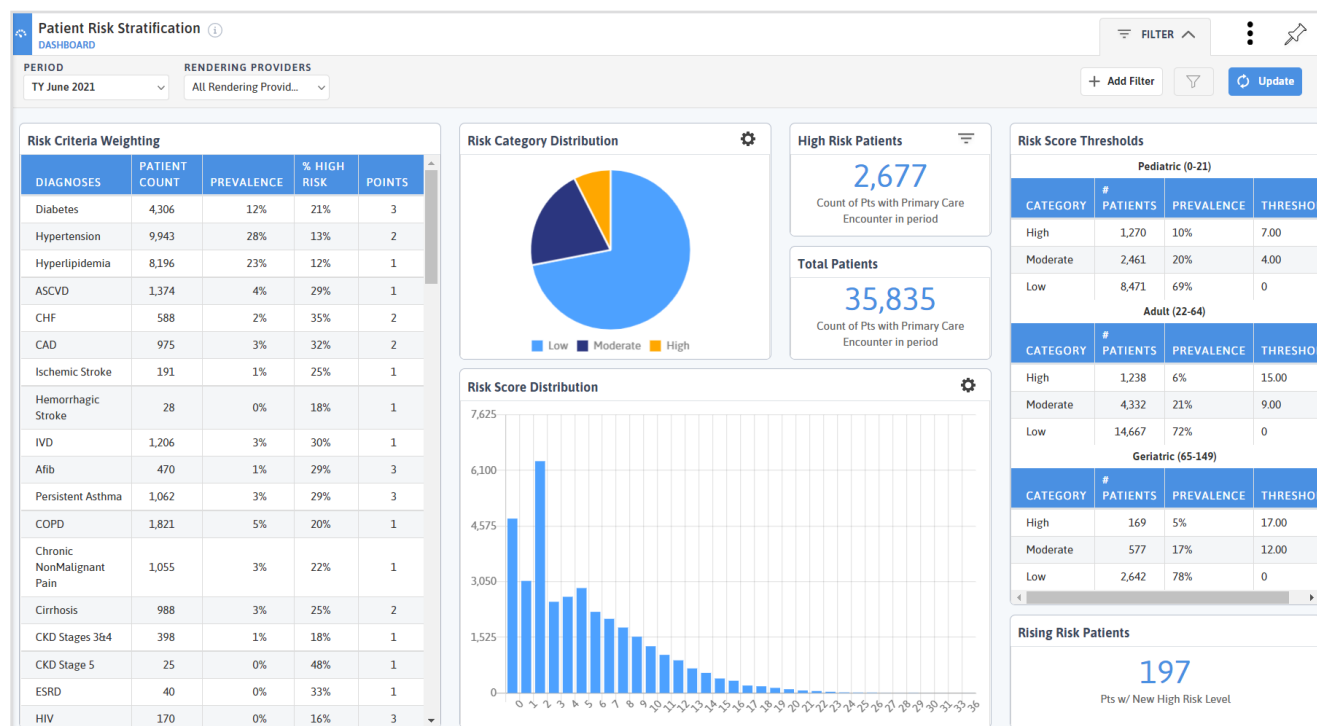 Patient Risk Stratification
DASHBOARD
FILTER
PERIOD
RENDERING PROVIDERS
TY June 2021
All Rendering Provid...
Add Filter
Update
Risk Criteria Weighting
DIAGNOSES PATIENT COUNT PREVALENCE % HIGH RISK POINTS
Diabetes 4,306 12% 21% 3
Hypertension 9,943 28% 13% 2
Hyperlipidemia 8,196 23% 12% 1
ASCVD 1,374 4% 29% 1
CHF 588 2% 35% 2
CAD 975 3% 32% 2
Ischemic Stroke 191 1% 25% 1
Hemorrhagic Stroke 28 0% 18% 1
IVD 1,206 3% 30% 1
Afib 470 1% 29% 3
Persistent Asthma 1,062 3% 29% 3
COPD 1,821 5% 20% 1
Chronic NonMalignant Pain 1,055 3% 22% 1
Cirrhosis 988 3% 25% 2
CKD Stages 3&4 398 1% 18% 1
CKD Stage 5 25 0% 48% 1
ESRD 40 0% 33% 1
HIV 170 0% 16% 3
Risk Category Distribution
Low Moderate High
High Risk Patients
2,677
Count of Pts with Primary Care
Encounter in period
Total Patients
35,835
Count of Pts with Primary Care
Encounter in period
Risk Score Distribution
7,625
6,100
4,575
3,050
1,525
0
0 1 2 3 4 5 6 7 8 9 10 11 12 13 14 15 16 17 18 19 20 21 22 23 24 25 26 27 28 29 30 31 33 36
Risk Score Thresholds
Pediatric (0-21)
CATEGORY # PATIENTS PREVALENCE THRESHO
High 1,270 10% 7.00
Moderate 2,461 20% 4.00
Low 8,471 69% 0
Adult (22-64)
CATEGORY # PATIENTS PREVALENCE THRESHO
High 1,238 6% 15.00
Moderate 4,332 21% 9.00
Low 14,667 72% 0
Geriatric (65-149)
CATEGORY # PATIENTS PREVALENCE THRESHO
High 169 5% 17.00
Moderate 577 17% 12.00
Low 2,642 78% 0
Rising Risk Patients
197
Pts w/ New High Risk Level